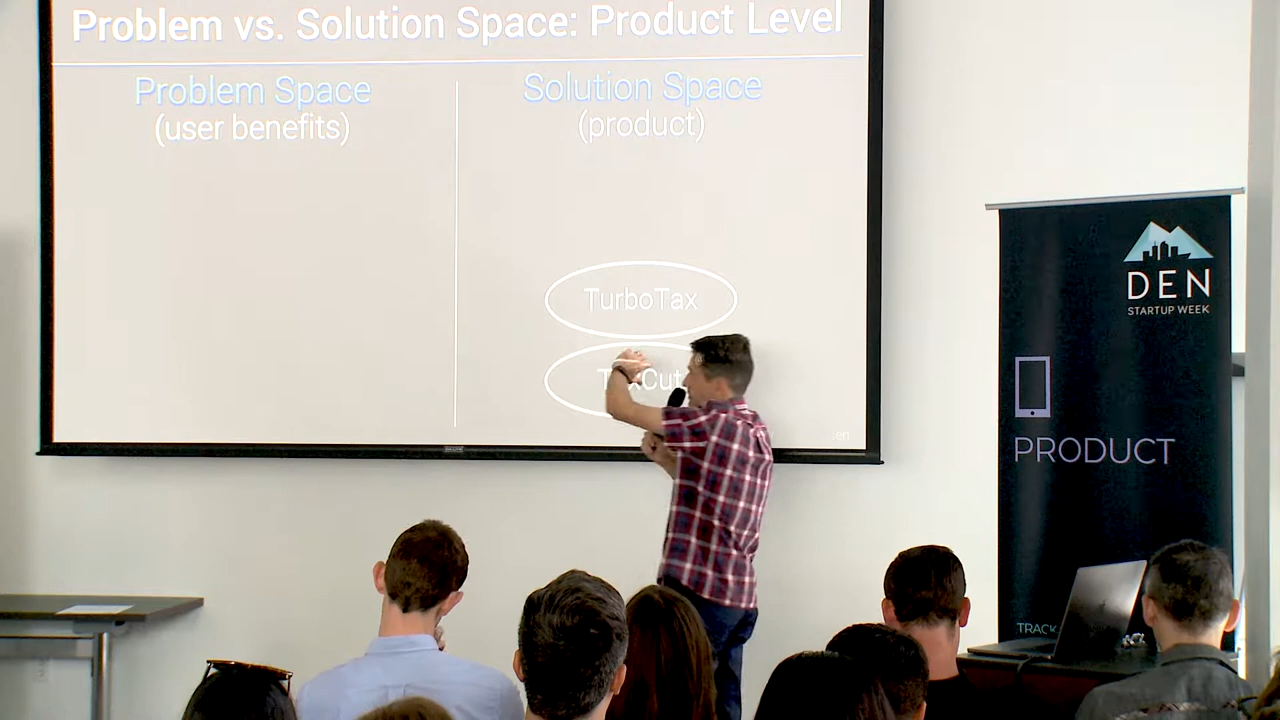 Problem vs. Solution Space: Product Level
Problem Space
(user benefits)
Solution Space
(product)
TurboTax
DEN
STARTUP WEEK
PRODUCT
TRACK